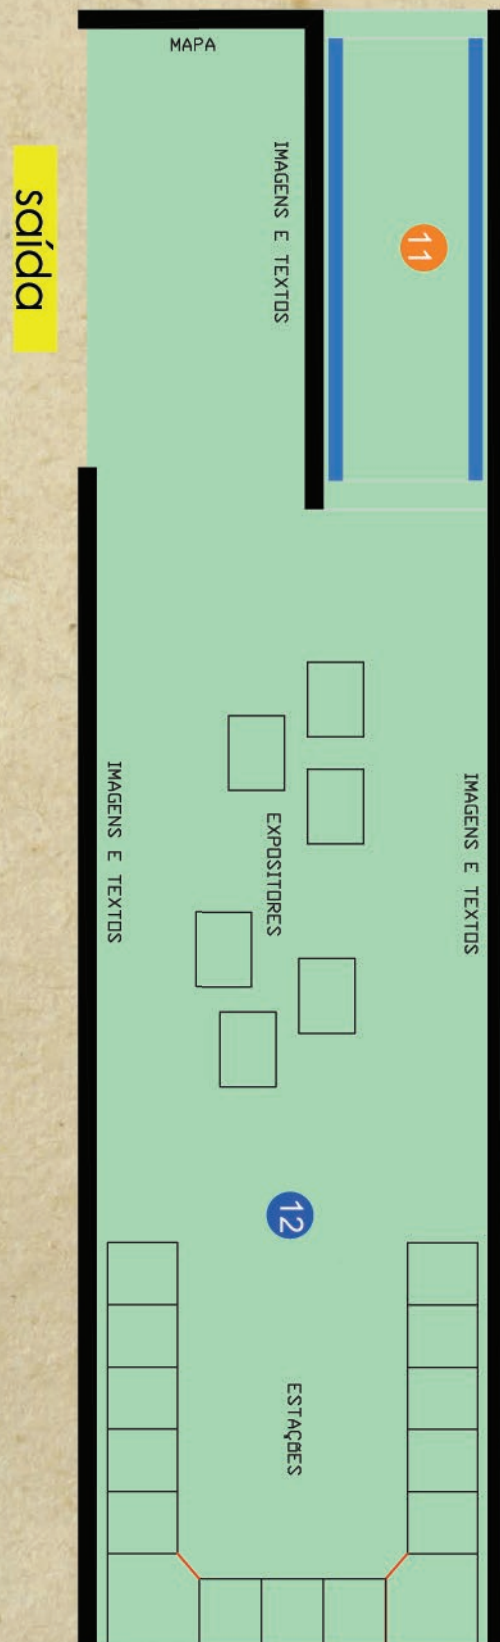 MAPA
saída
IMAGENS E TEXTOS
11
IMAGENS E TEXTOS
EXPOSITORES
IMAGENS E TEXTOS
12
ESTAÇÕES